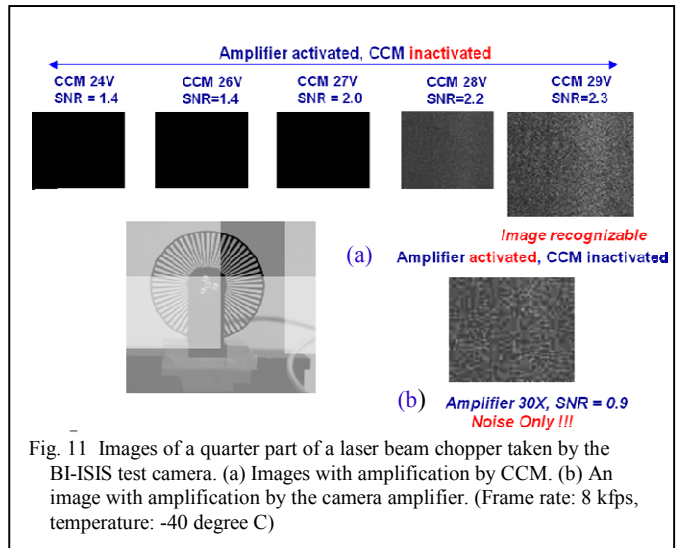 Amplifier activated, CCM inactivated
CCM 24V
SNR = 1.4
CCM 26V
SNR=1.4
CCM 27V
SNR = 2.0
CCM 28V
SNR=2.2
CCM 29V
SNR=2.3
Image recognizable
(a)
Amplifier activated, CCM inactivated
(b) Amplifier 30X, SNR = 0.9
Noise Only !!!
Fig. 11 Images of a quarter part of a laser beam chopper taken by the
BI-ISIS test camera. (a) Images with amplification by CCM. (b) An
image with amplification by the camera amplifier. (Frame rate: 8 kfps,
temperature: -40 degree C)